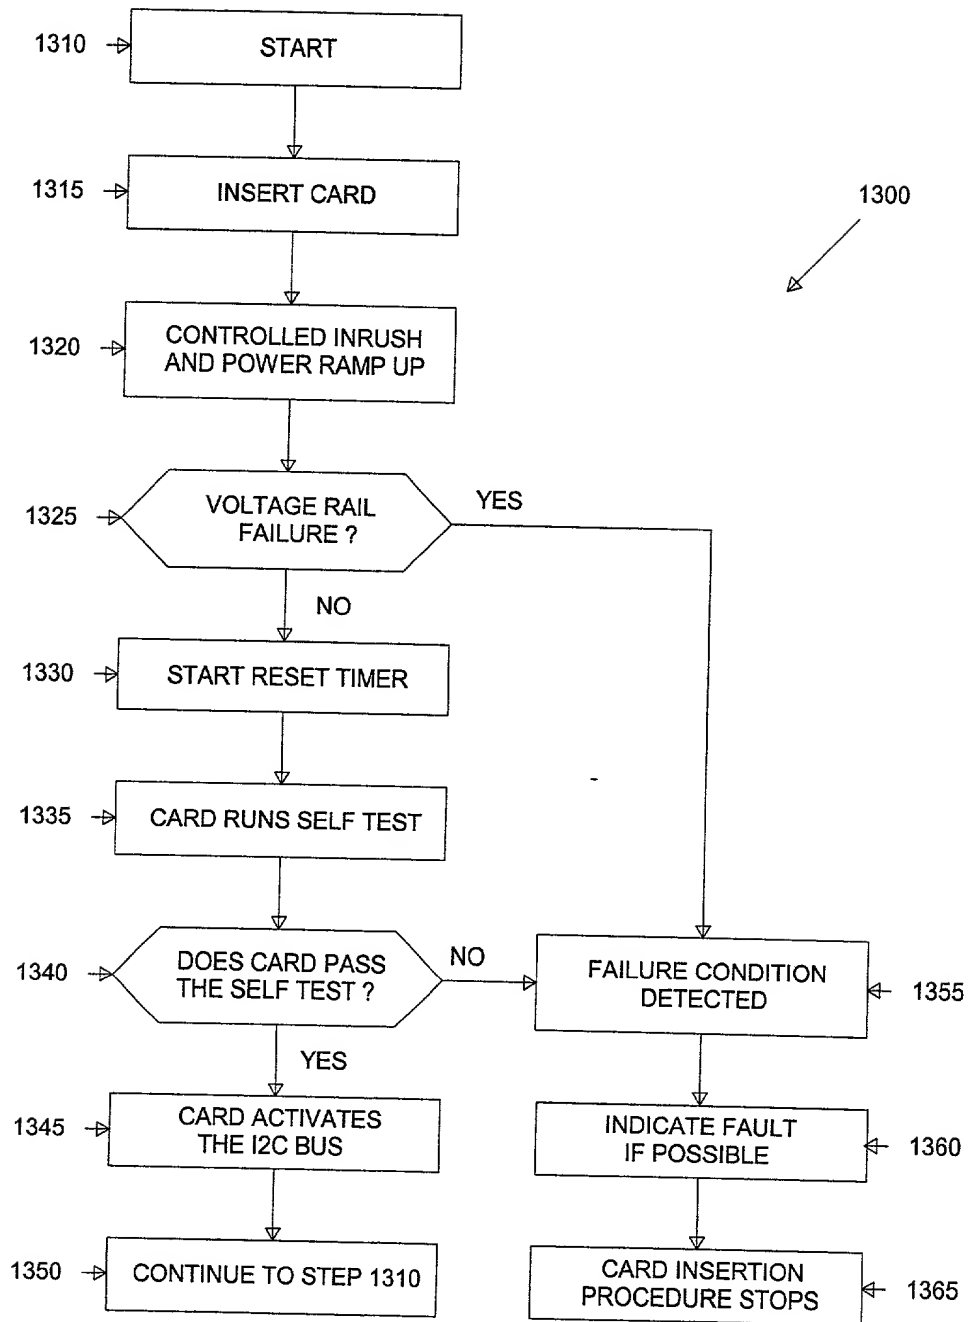 1310
START
1315
INSERT CARD
1300
1320
CONTROLLED INRUSH
AND POWER RAMP UP
1325
VOLTAGE RAIL
FAILURE ?
YES
NO
1330
START RESET TIMER
1335
CARD RUNS SELF TEST
1340
DOES CARD PASS
THE SELF TEST ?
NO
FAILURE CONDITION
DETECTED
1355
YES
1345
CARD ACTIVATES
THE I2C BUS
INDICATE FAULT
IF POSSIBLE
1360
1350
CONTINUE TO STEP 1310
CARD INSERTION
PROCEDURE STOPS
1365